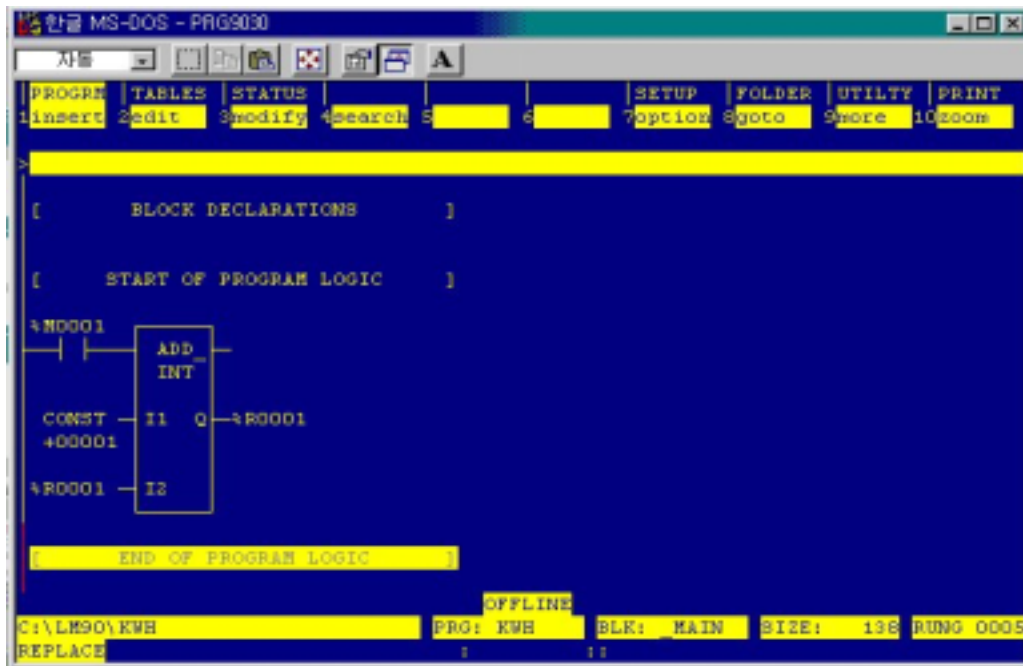 한글 MS-DOS - PRG9030
자동
A
PROGRM TABLES STATUS SETUP FOLDER UTILTY PRINT
1insert 2edit 3modify 4search 5 6 7option 8goto 9more 10zoom
>
[ BLOCK DECLARATIONS ]
[ START OF PROGRAM LOGIC ]
%M0001
ADD_
INT
CONST I1 Q %R0001
+00001
%R0001 I2
[ END OF PROGRAM LOGIC ]
OFFLINE
C:\LM90\KWH PRG: KWH BLK: _MAIN SIZE: 138 RUNG 0005
REPLACE : ::